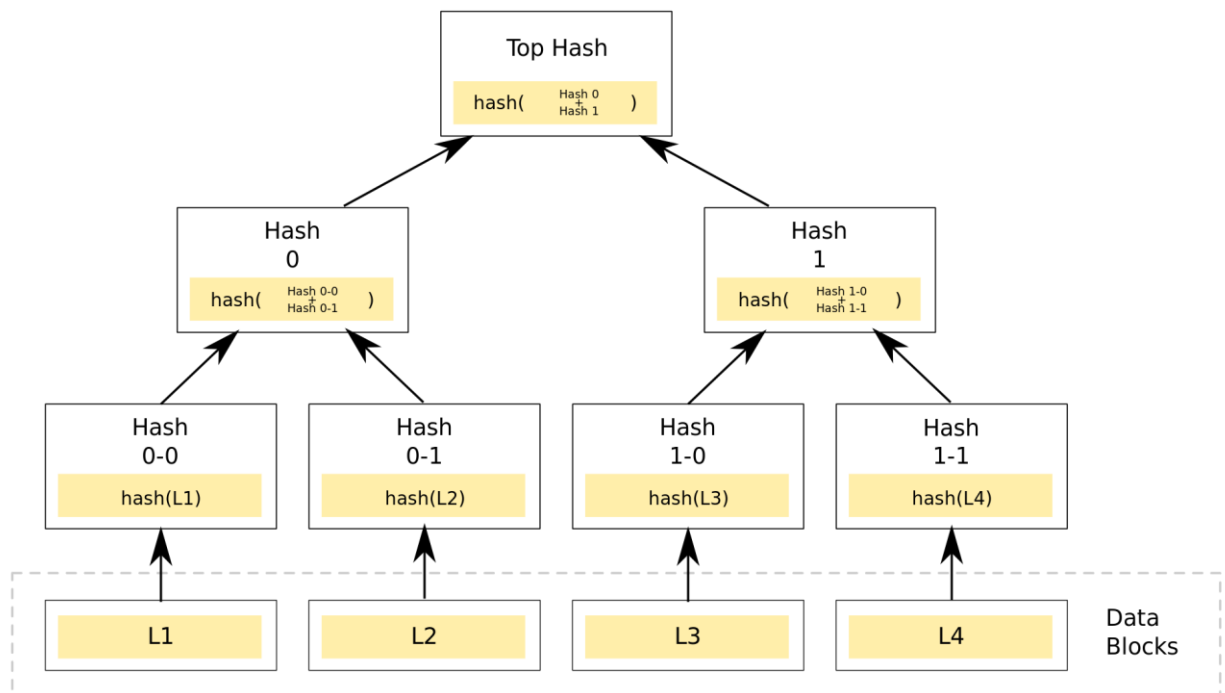 Top Hash
hash( Hash 0 + Hash 1 )
Hash
0
hash( Hash 0-0 + Hash 0-1 )
Hash
1
hash( Hash 1-0 + Hash 1-1 )
Hash
0-0
hash(L1)
Hash
0-1
hash(L2)
Hash
1-0
hash(L3)
Hash
1-1
hash(L4)
L1
L2
L3
L4
Data
Blocks